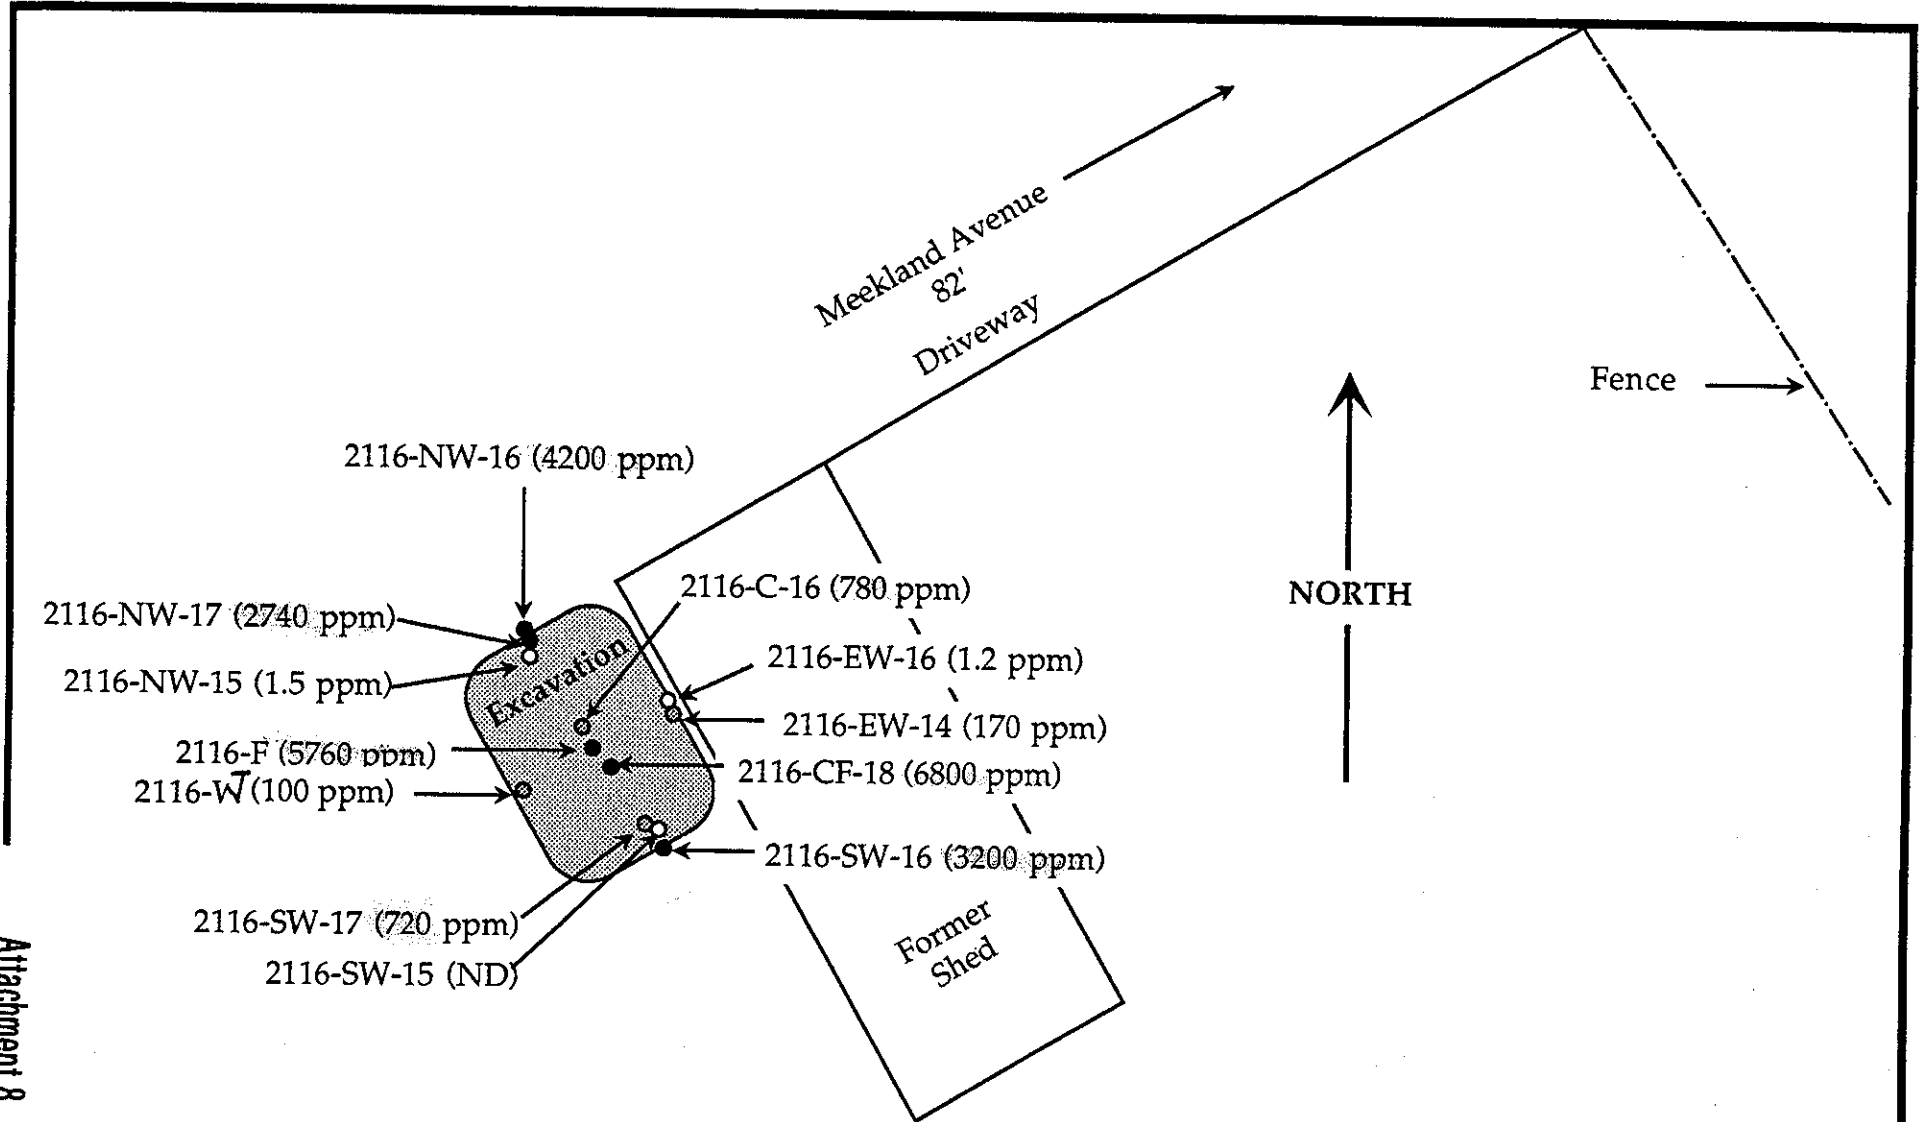 Meekland Avenue
82'
Driveway
Fence
2116-NW-16 (4200 ppm)
NORTH
2116-C-16 (780 ppm)
2116-NW-17 (2740 ppm)
2116-EW-16 (1.2 ppm)
2116-NW-15 (1.5 ppm)
Excavation
2116-EW-14 (170 ppm)
2116-F (5760 ppm)
2116-CF-18 (6800 ppm)
2116-W (100 ppm)
2116-SW-16 (3200 ppm)
2116-SW-17 (720 ppm)
Former
Shed
2116-SW-15 (ND)
Attachment 8